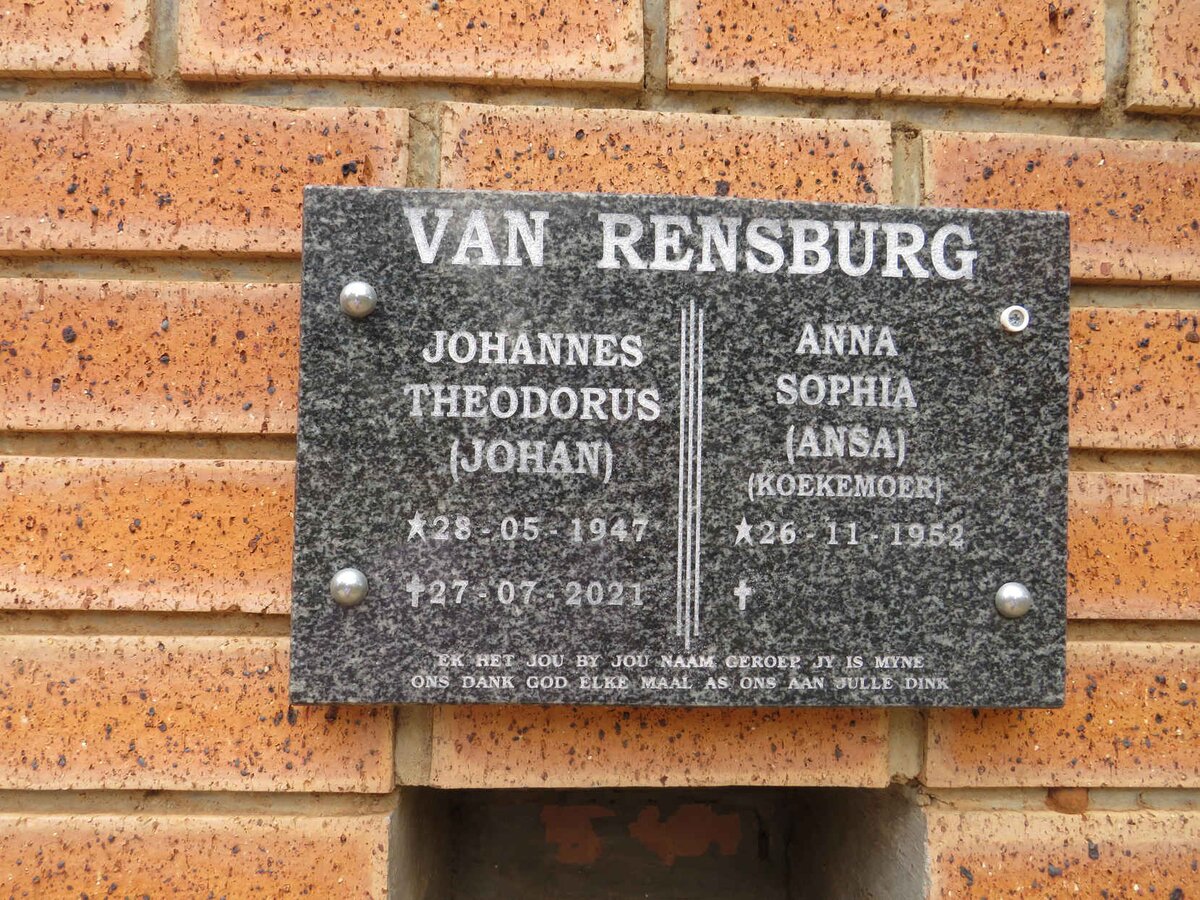 VAN RENSBURG
JOHANNES
THEODORUS
(JOHAN)
★28-05-1947
✝27-07-2021
ANNA
SOPHIA
(ANSA)
(KOEKEMOER)
★26-11-1952
✝
EK HET JOU BY JOU NAAM GEROEP, JY IS MYNE
ONS DANK GOD ELKE MAAL AS ONS AAN JULLE DINK